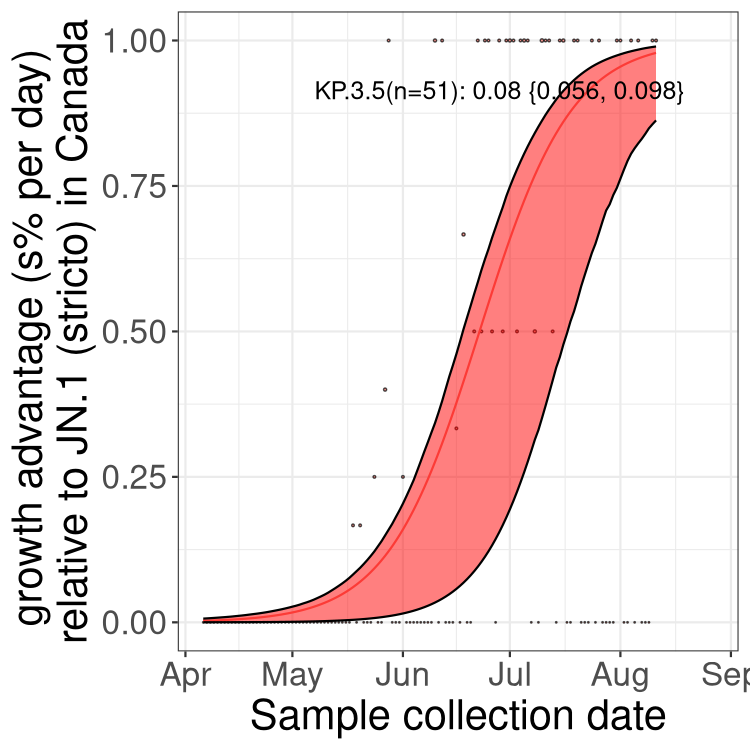 growth advantage (s% per day)
relative to JN.1 (stricto) in Canada
1.00
0.75
0.50
0.25
0.00
KP.3.5(n=51): 0.08 {0.056, 0.098}
Apr May Jun Jul Aug Sep
Sample collection date